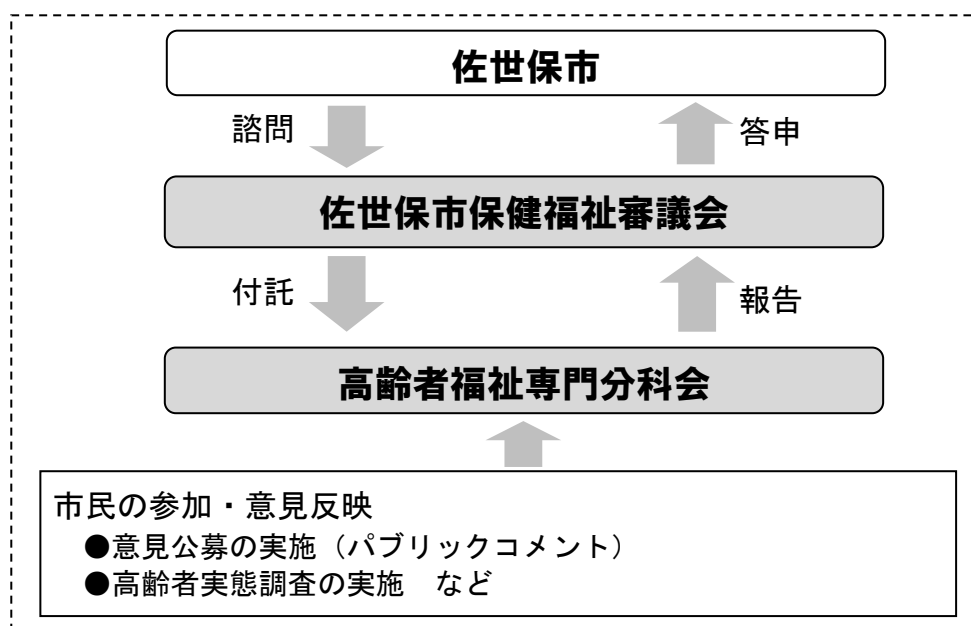 佐世保市
諮問
答申
佐世保市保健福祉審議会
付託
報告
高齢者福祉専門分科会
市民の参加・意見反映
●意見公募の実施（パブリックコメント）
●高齢者実態調査の実施　など